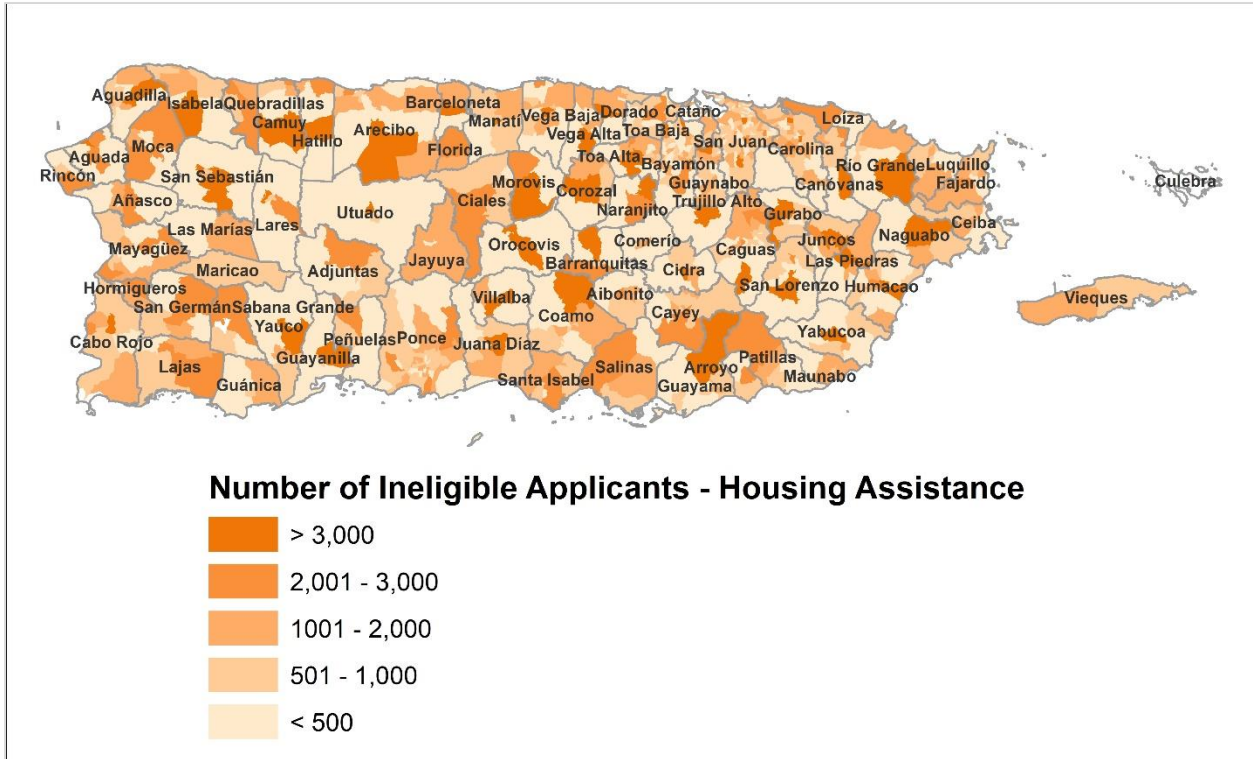 Aguadilla
Isabela
Quebradillas
Camuy
Hatillo
Arecibo
Barceloneta
Manatí
Florida
Vega Baja
Vega Alta
Dorado
Toa Baja
Toa Alta
Cataño
Bayamón
San Juan
Guaynabo
Carolina
Loíza
Trujillo Alto
Canóvanas
Río Grande
Luquillo
Fajardo
Culebra
Moca
Aguada
Rincón
San Sebastián
Añasco
Las Marías
Lares
Utuado
Ciales
Morovis
Corozal
Naranjito
Orocovis
Barranquitas
Comerío
Cidra
Caguas
Gurabo
Juncos
Las Piedras
Naguabo
Ceiba
Mayagüez
Maricao
Adjuntas
Jayuya
Villalba
Coamo
Aibonito
Cayey
San Lorenzo
Humacao
Vieques
Hormigueros
San Germán
Sabana Grande
Yauco
Guayanilla
Peñuelas
Ponce
Juana Díaz
Cabo Rojo
Lajas
Guánica
Santa Isabel
Salinas
Arroyo
Guayama
Patillas
Yabucoa
Maunabo
Number of Ineligible Applicants - Housing Assistance
> 3,000
2,001 - 3,000
1001 - 2,000
501 - 1,000
< 500